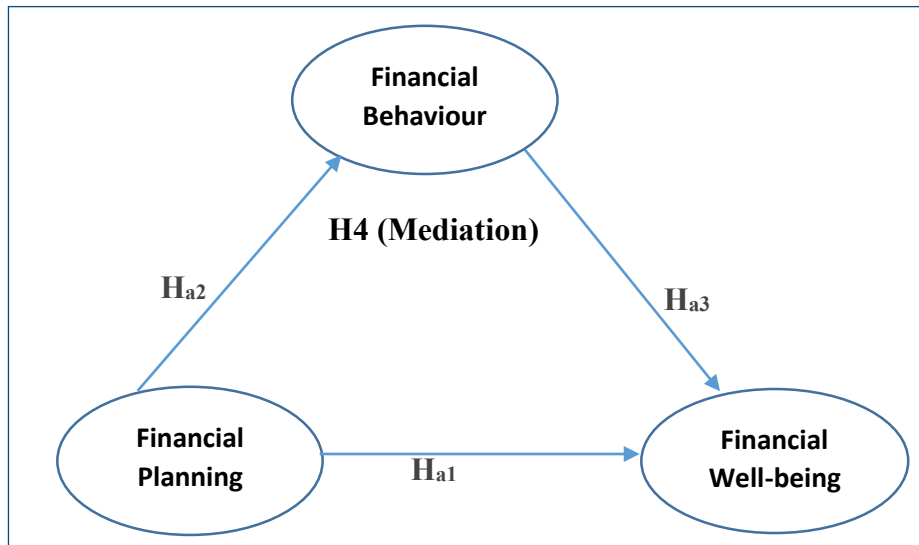 Financial
Behaviour
H4 (Mediation)
Ha2
Ha3
Financial
Planning
Ha1
Financial
Well-being